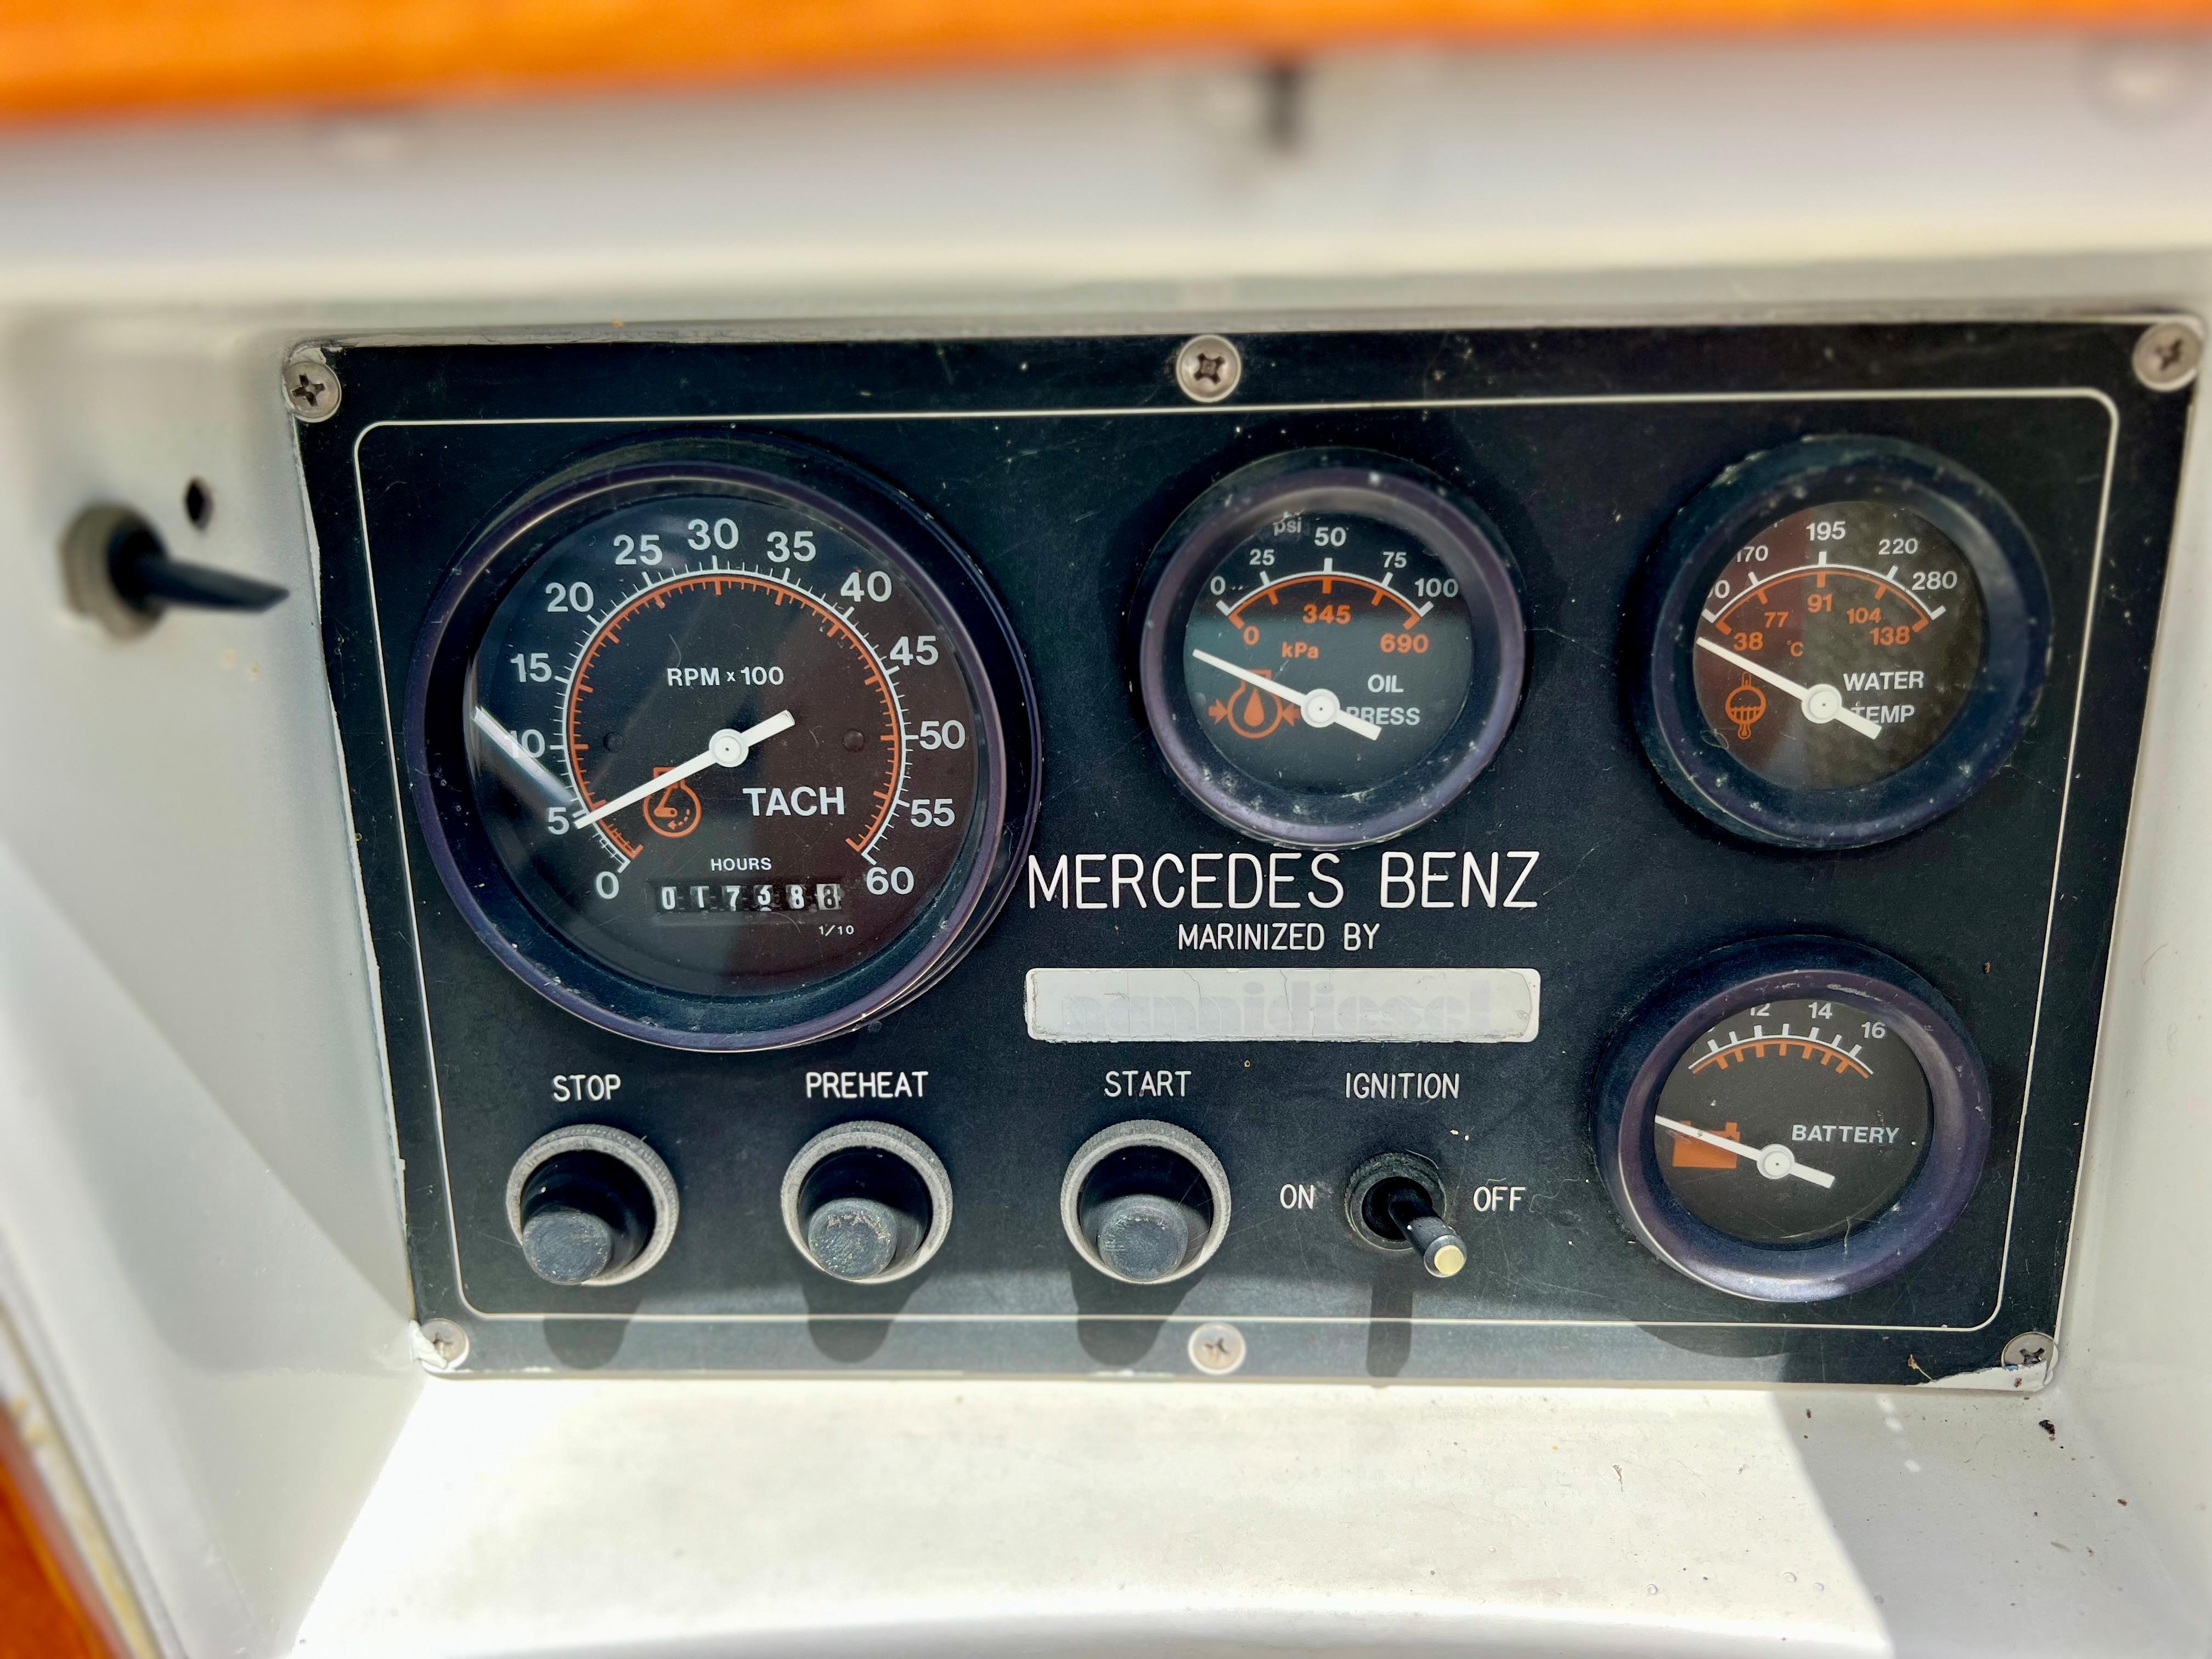 0 5 10 15 20 25 30 35 40 45 50 55 60
RPM x 100
TACH
HOURS
017388
1/10
psi
0 25 50 75 100
0 345 690
kPa
OIL
PRESS
170 195 220 280
38 77 91 104 138
°C
WATER
TEMP
MERCEDES BENZ
MARINIZED BY
nannidiesel
12 14 16
BATTERY
STOP PREHEAT START IGNITION
ON OFF